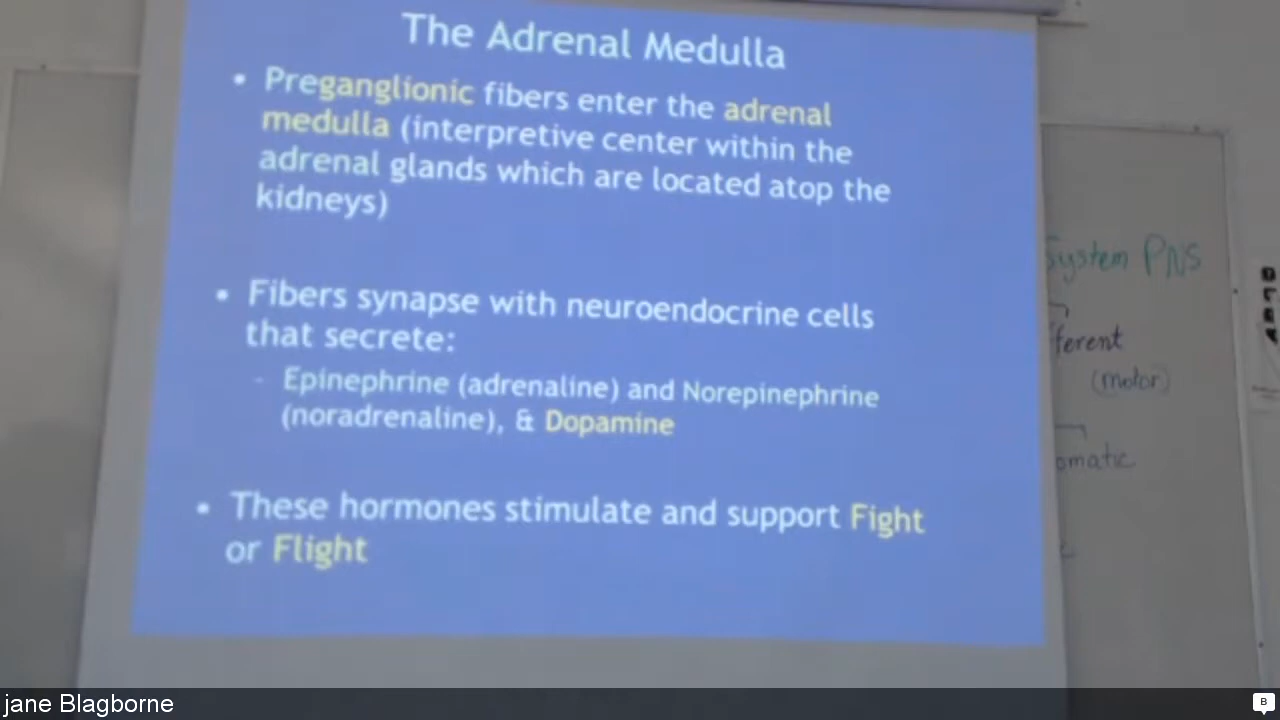 The Adrenal Medulla
• Preganglionic fibers enter the adrenal
medulla (interpretive center within the
adrenal glands which are located atop the
kidneys)
• Fibers synapse with neuroendocrine cells
that secrete:
- Epinephrine (adrenaline) and Norepinephrine
(noradrenaline), & Dopamine
• These hormones stimulate and support Fight
or Flight
System PNS
fferent
(motor)
omatic
jane Blagborne
B